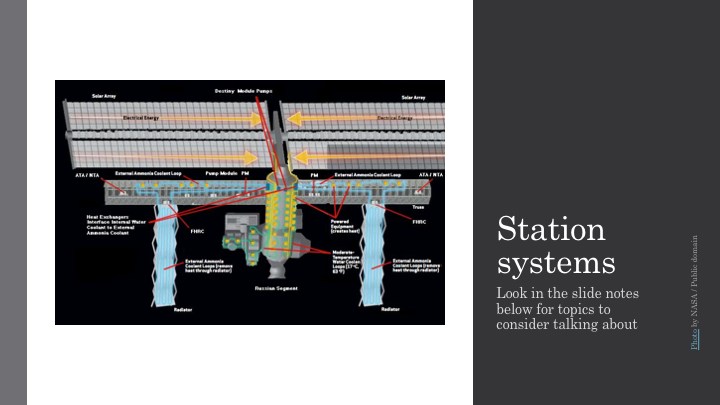 Destiny Module Pumps
Solar Array
Solar Array
Electrical Energy
Electrical Energy
ATA / NTA
External Ammonia Coolant Loop
Pump Module PM
PM
External Ammonia Coolant Loop
ATA / NTA
Truss
Heat Exchangers
Interface Internal Water
Coolant to External
Ammonia Coolant
FHRC
Powered
Equipment
(creates heat)
FHRC
External Ammonia
Coolant Loops (remove
heat through radiator)
Moderate-
Temperature
Water Coolant
Loops (17°C,
63°F)
External Ammonia
Coolant Loops (remove
heat through radiator)
Russian Segment
Radiator
Radiator
Station
systems
Look in the slide notes
below for topics to
consider talking about
Photo by NASA / Public domain